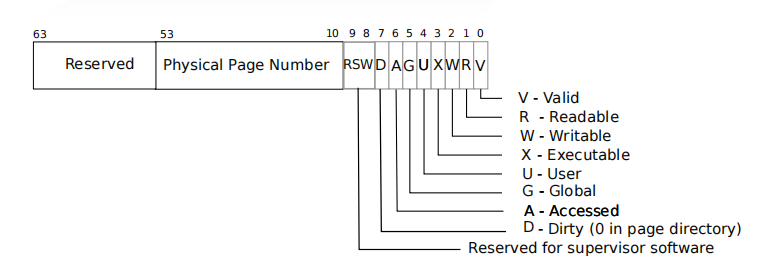 63 53 10 9 8 7 6 5 4 3 2 1 0
Reserved Physical Page Number RSW D A G U X W R V
V - Valid
R - Readable
W - Writable
X - Executable
U - User
G - Global
A - Accessed
D - Dirty (0 in page directory)
Reserved for supervisor software